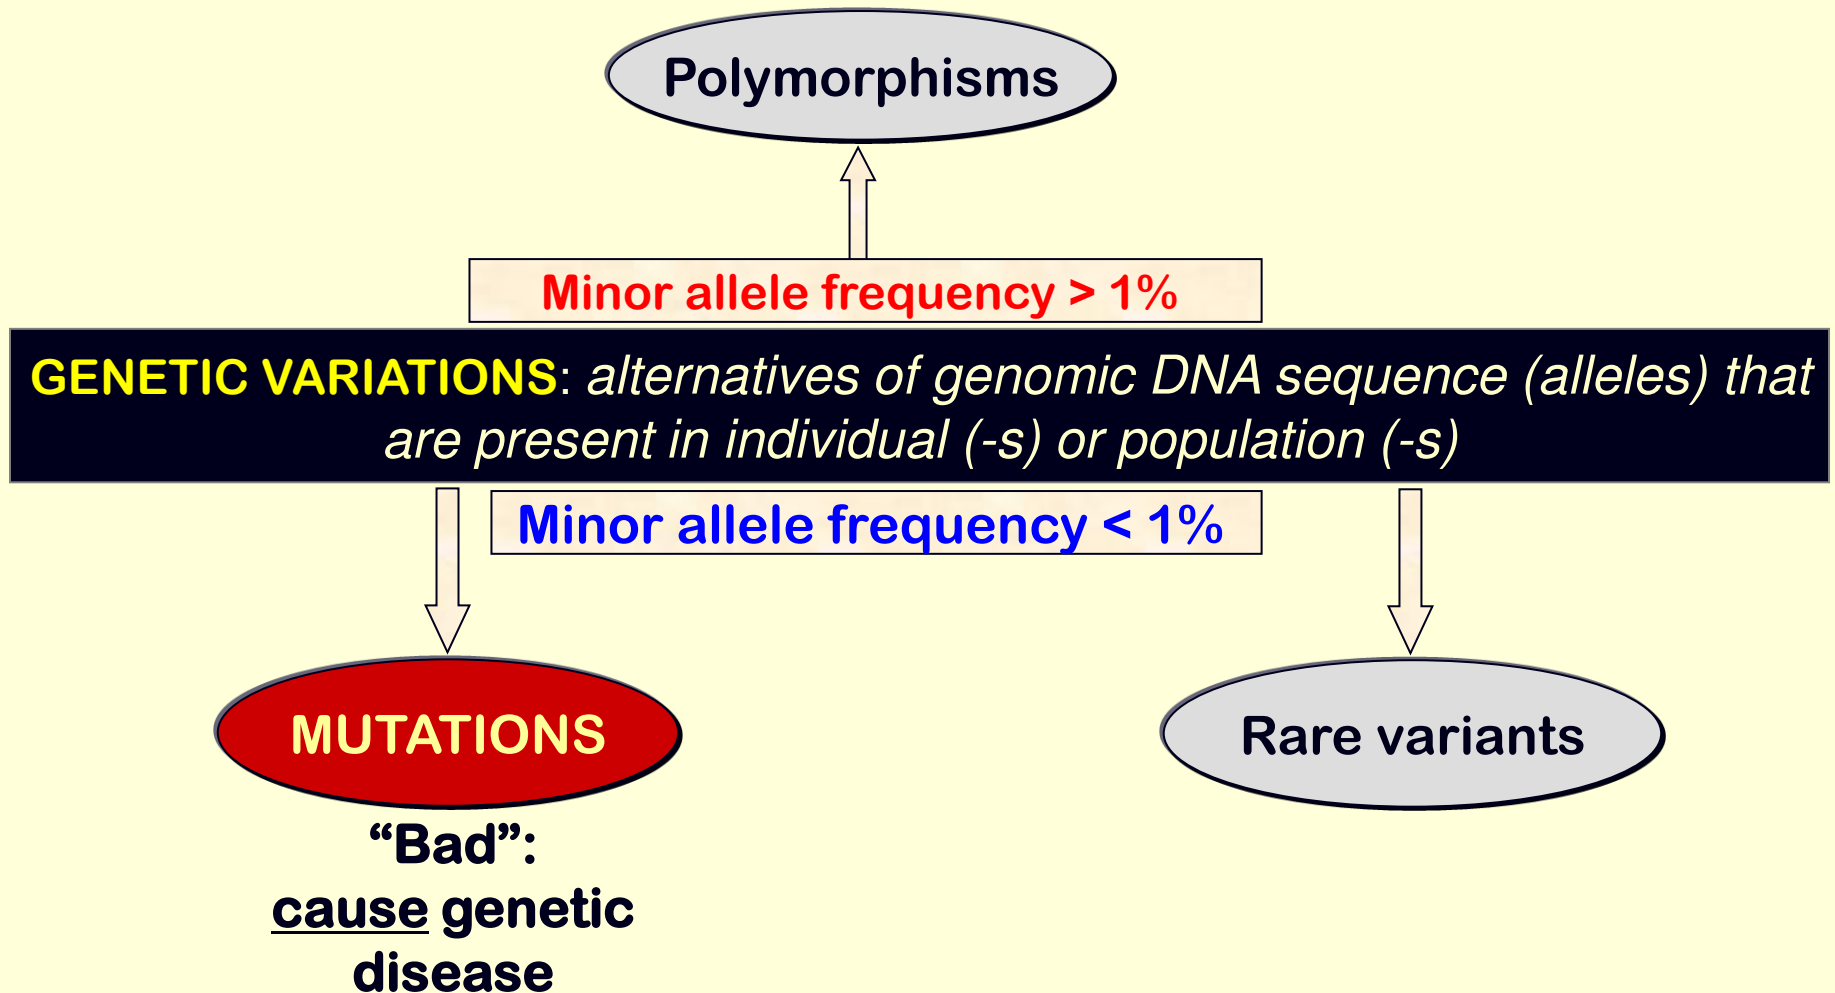 Polymorphisms
Minor allele frequency > 1%
GENETIC VARIATIONS: alternatives of genomic DNA sequence (alleles) that
are present in individual (-s) or population (-s)
Minor allele frequency < 1%
MUTATIONS
Rare variants
“Bad”:
cause genetic
disease